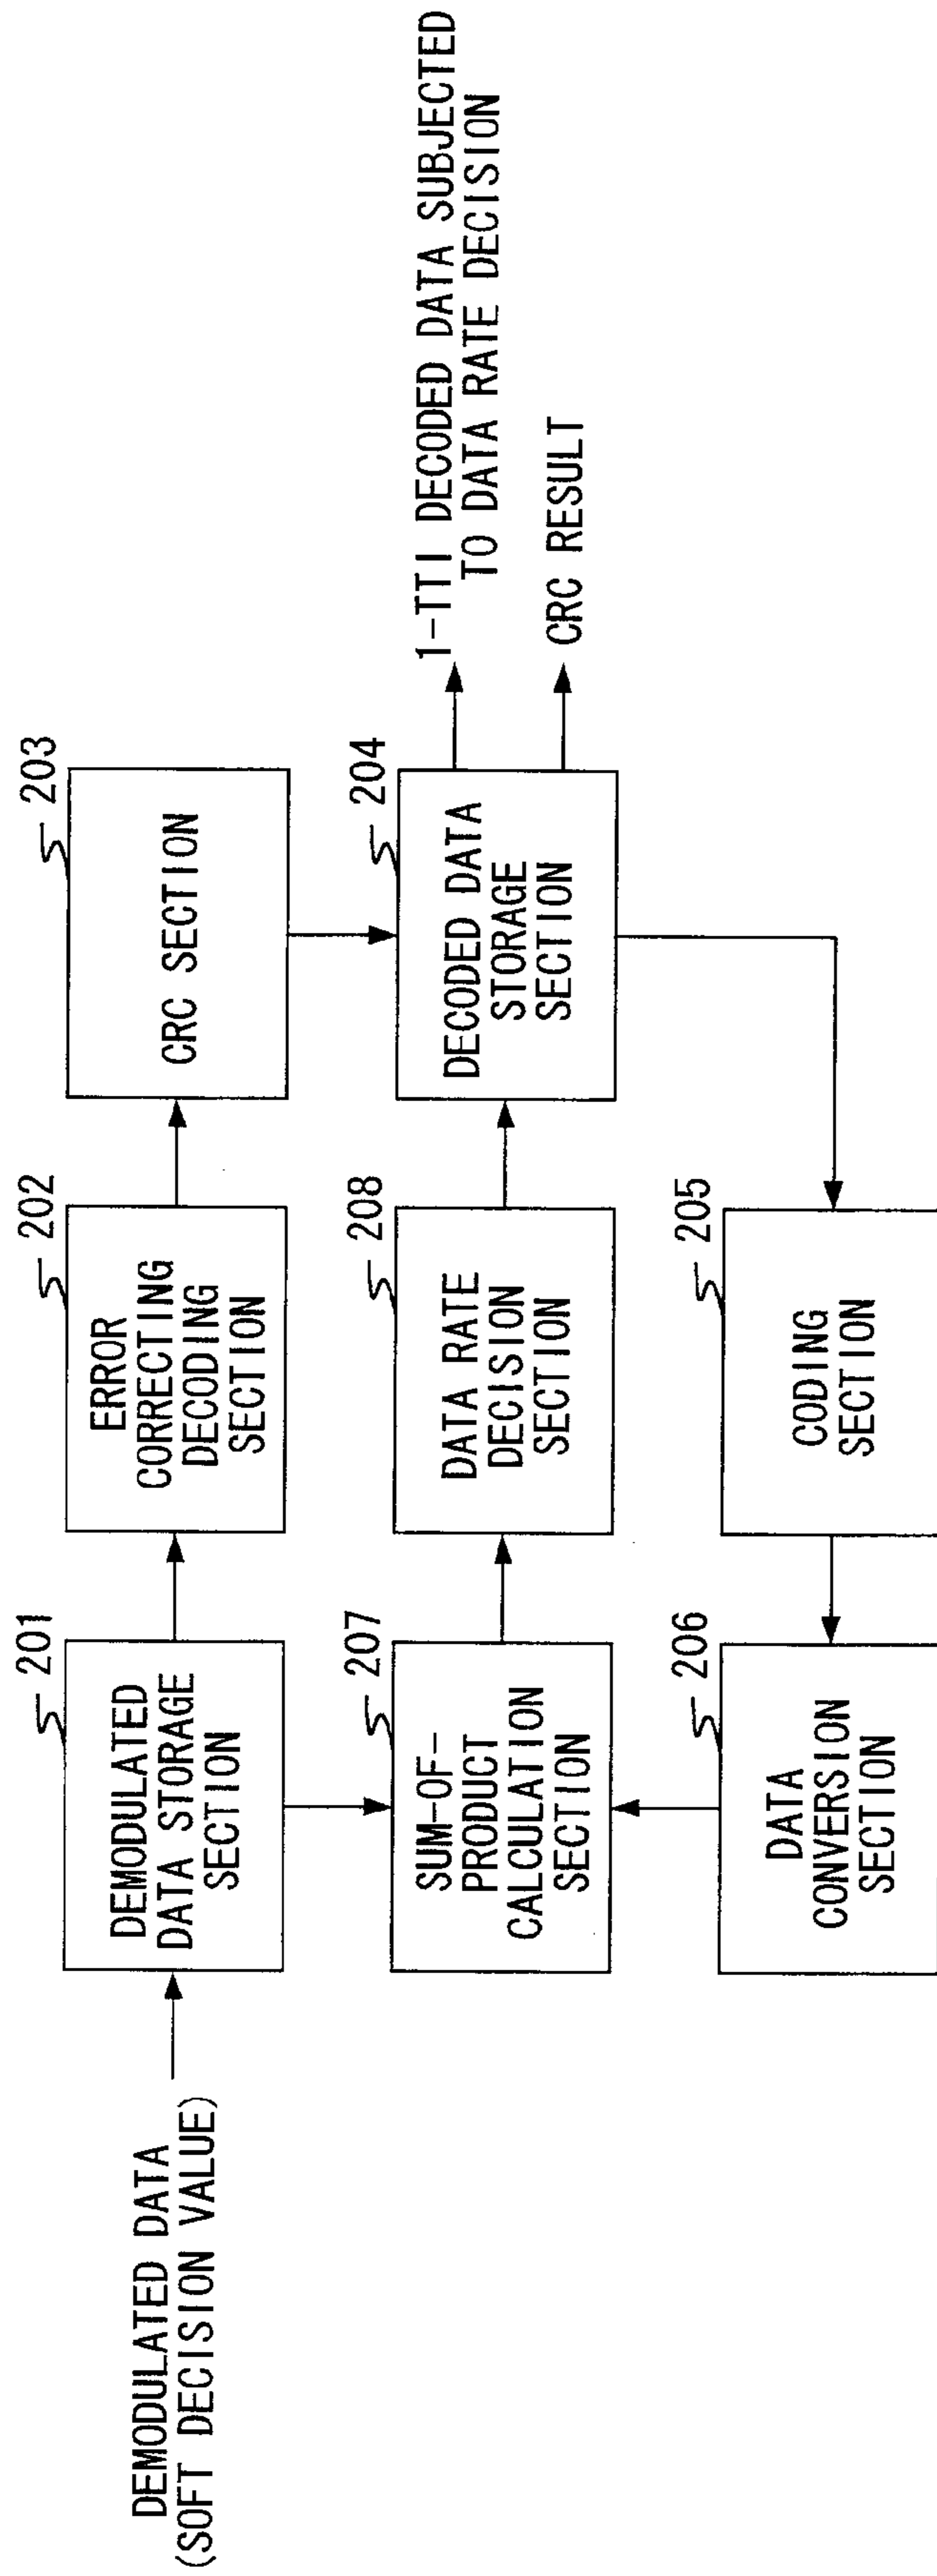 DEMODULATED DATA
(SOFT DECISION VALUE)
201
DEMODULATED
DATA STORAGE
SECTION
202
ERROR
CORRECTING
DECODING
SECTION
203
CRC SECTION
207
SUM-OF-
PRODUCT
CALCULATION
SECTION
208
DATA RATE
DECISION
SECTION
204
DECODED DATA
STORAGE
SECTION
1-TTI DECODED DATA SUBJECTED
TO DATA RATE DECISION
CRC RESULT
206
DATA
CONVERSION
SECTION
205
CODING
SECTION